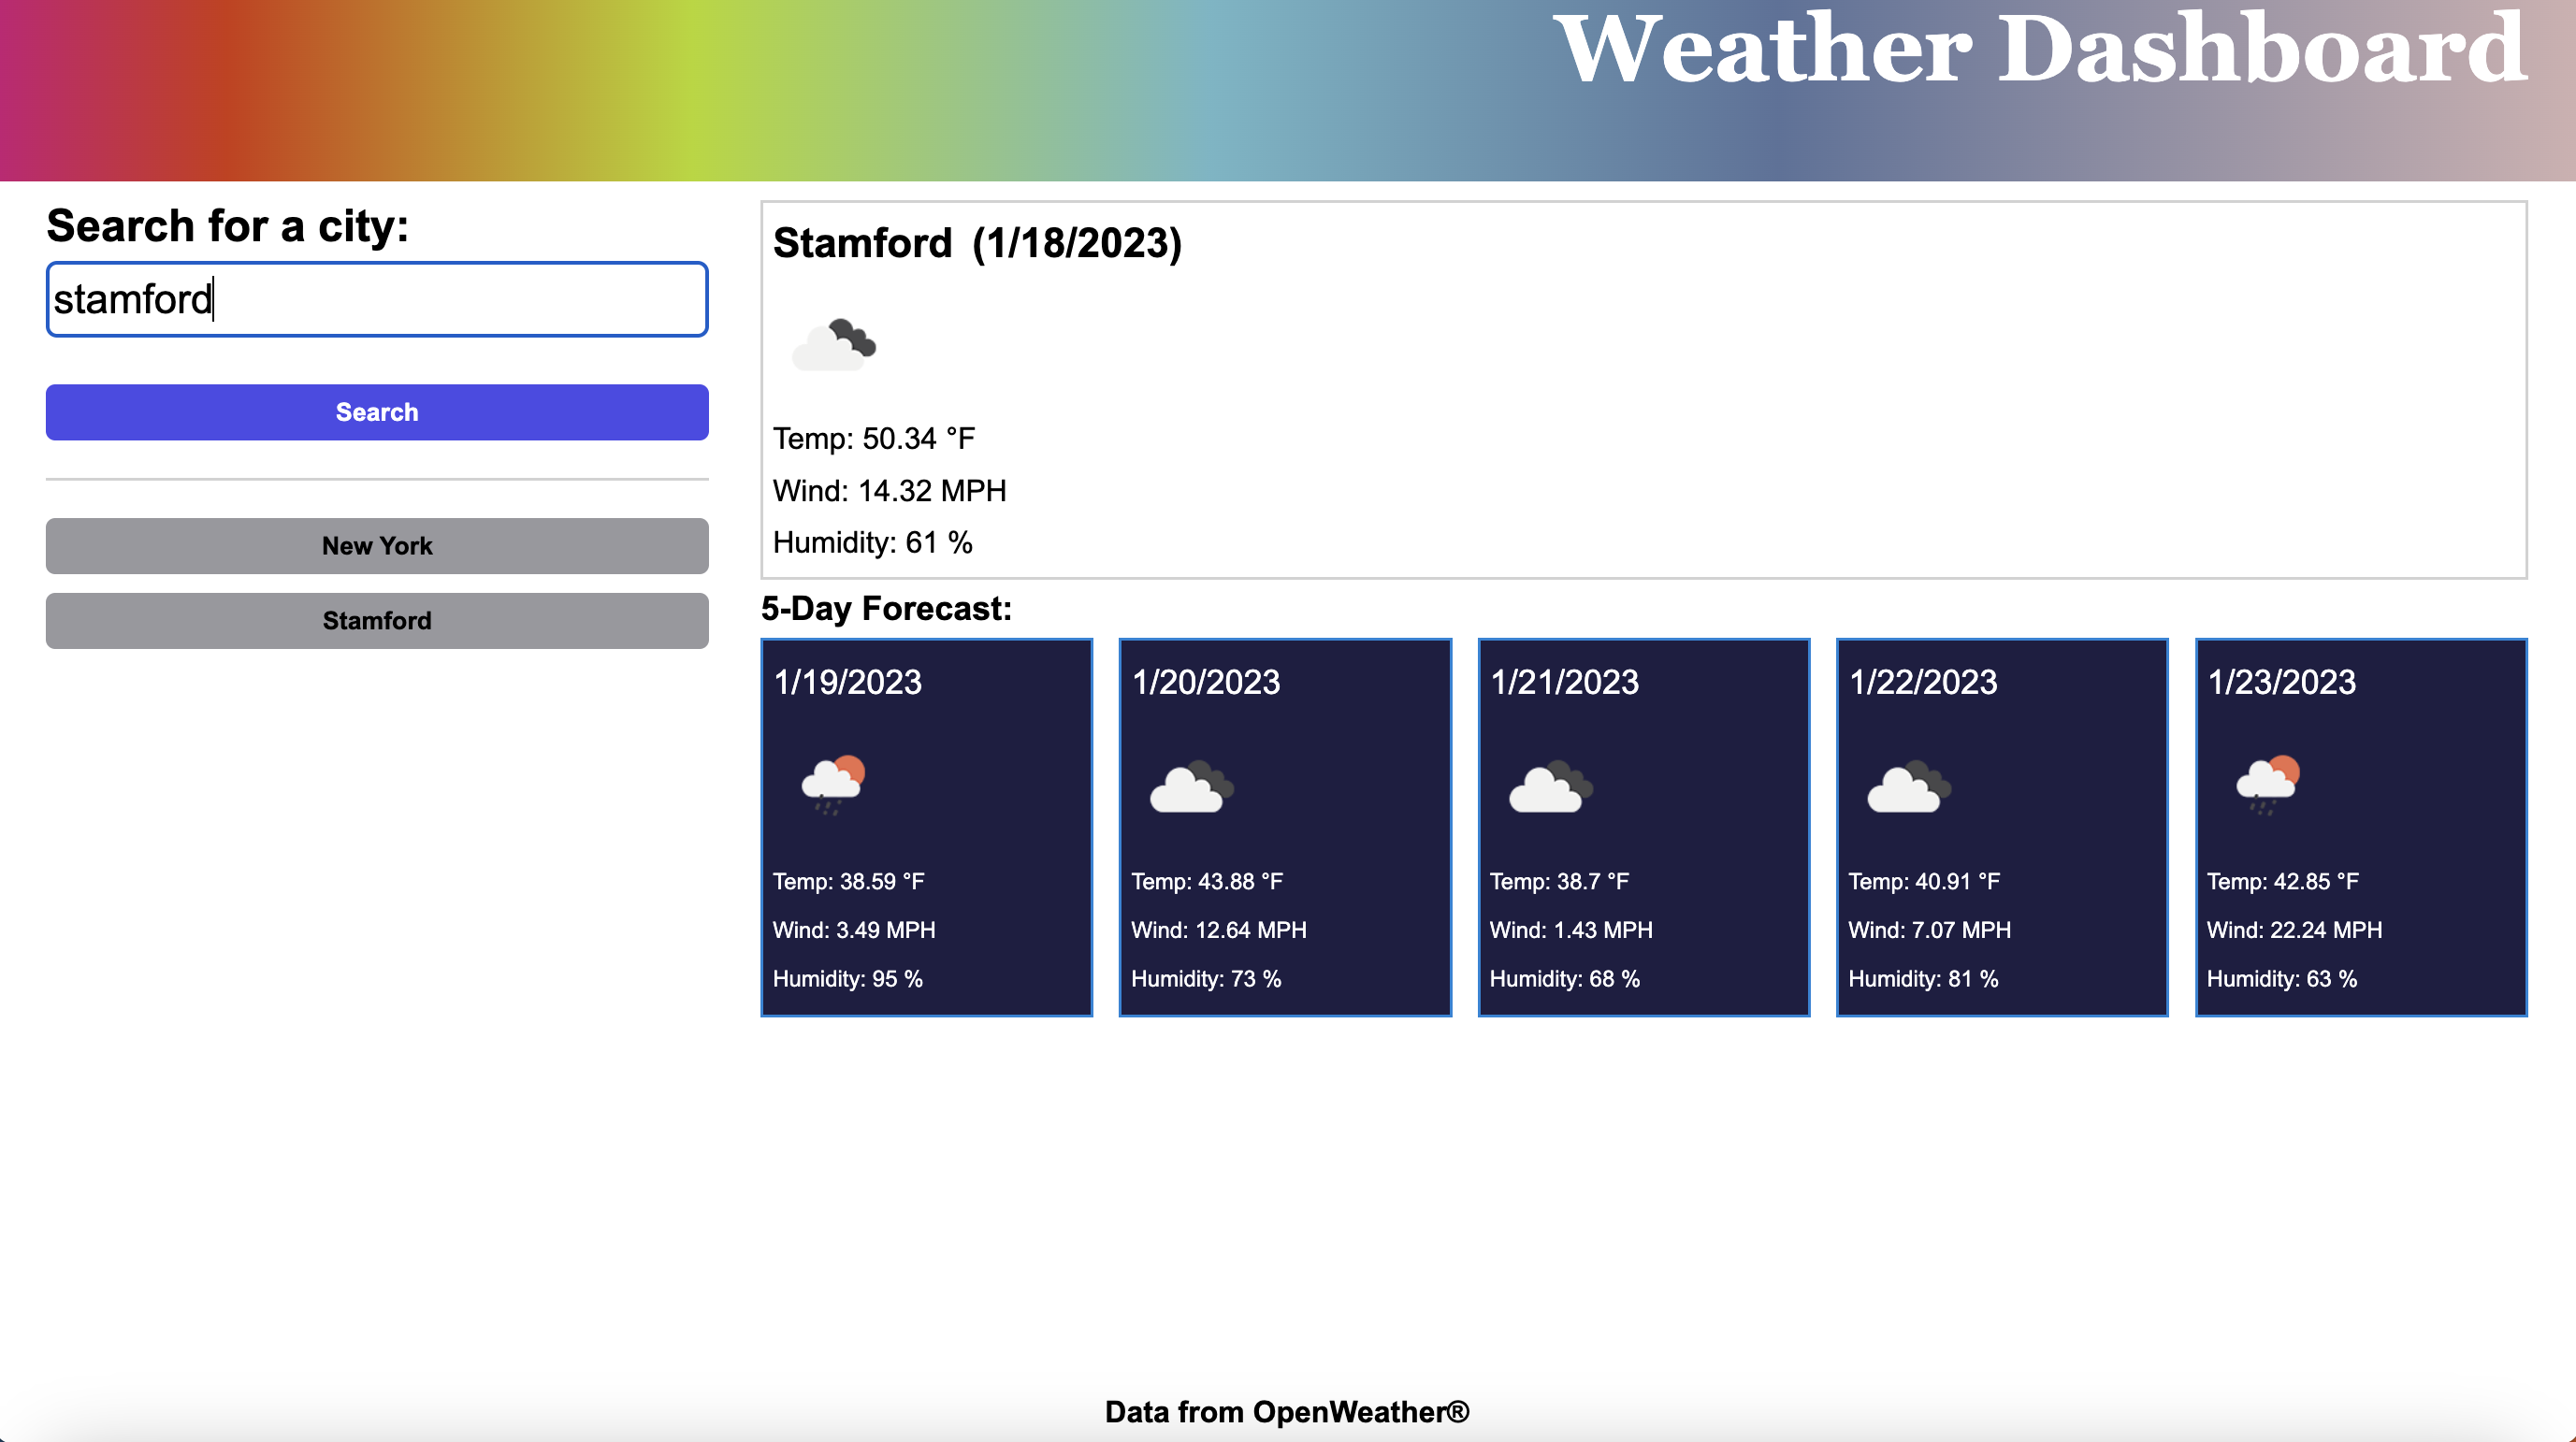 Weather Dashboard
Search for a city:
stamford
Search
New York
Stamford
Stamford (1/18/2023)
Temp: 50.34 °F
Wind: 14.32 MPH
Humidity: 61 %
5-Day Forecast:
1/19/2023
Temp: 38.59 °F
Wind: 3.49 MPH
Humidity: 95 %
1/20/2023
Temp: 43.88 °F
Wind: 12.64 MPH
Humidity: 73 %
1/21/2023
Temp: 38.7 °F
Wind: 1.43 MPH
Humidity: 68 %
1/22/2023
Temp: 40.91 °F
Wind: 7.07 MPH
Humidity: 81 %
1/23/2023
Temp: 42.85 °F
Wind: 22.24 MPH
Humidity: 63 %
Data from OpenWeather®